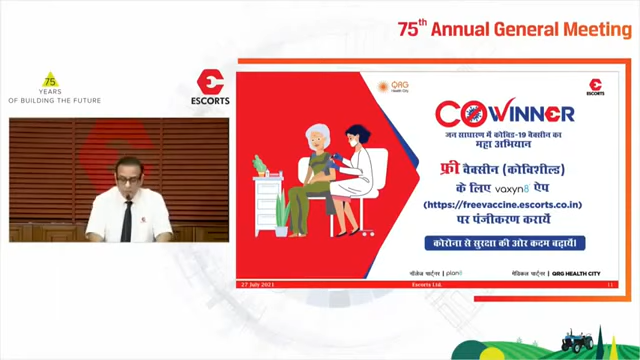 75th Annual General Meeting
75
YEARS
OF BUILDING THE FUTURE
ESCORTS
QRG
Health City
ESCORTS
COWINNER
जन साधारण में कोविड-19 वैक्सीन का
महा अभियान
फ्री वैक्सीन (कोविशील्ड)
के लिए vaxyn8 ऐप
(https://freevaccine.escorts.co.in)
पर पंजीकरण करायें
कोरोना से सुरक्षा की ओर कदम बढ़ायें।
नॉलेज पार्टनर | plan8
मेडिकल पार्टनर | QRG HEALTH CITY
27 July 2021
Escorts Ltd.
11